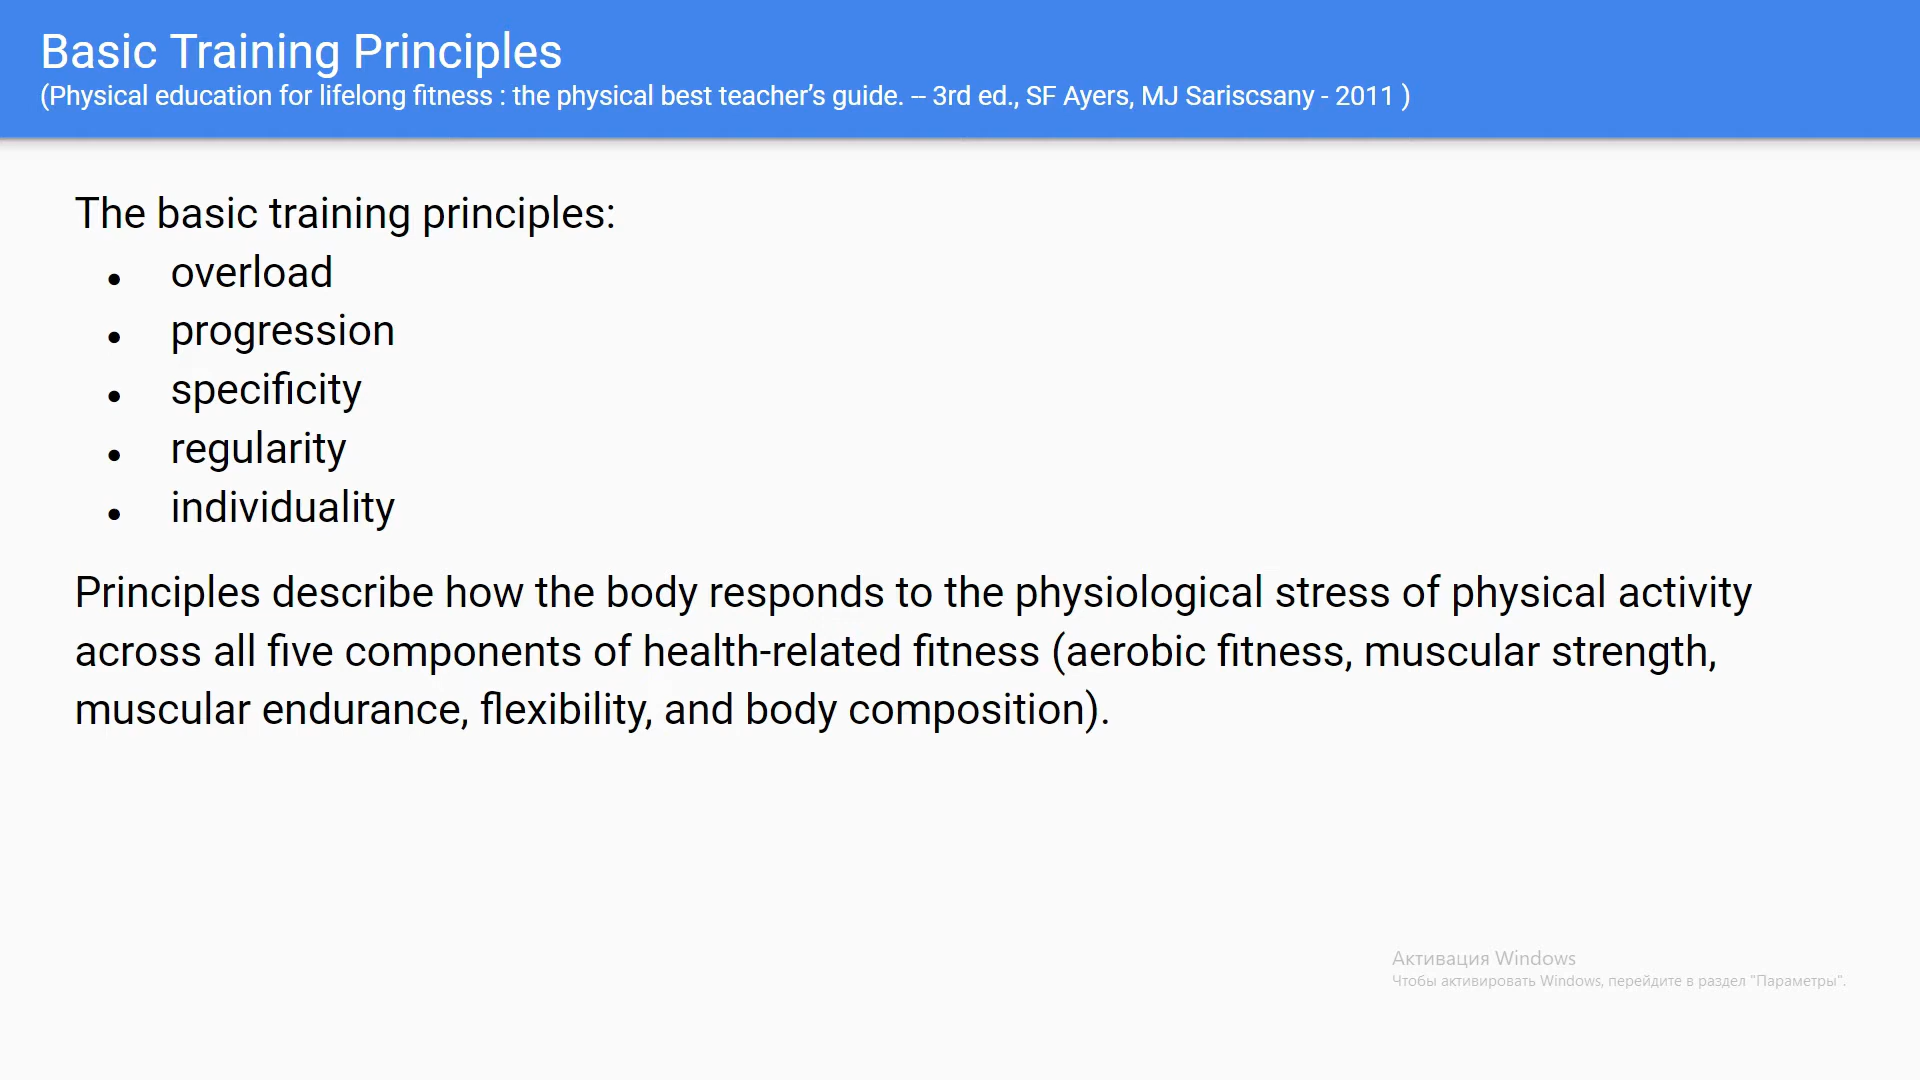 Basic Training Principles
(Physical education for lifelong fitness : the physical best teacher’s guide. -- 3rd ed., SF Ayers, MJ Sariscsany - 2011 )
The basic training principles:
● overload
● progression
● specificity
● regularity
● individuality
Principles describe how the body responds to the physiological stress of physical activity
across all five components of health-related fitness (aerobic fitness, muscular strength,
muscular endurance, flexibility, and body composition).
Активация Windows
Чтобы активировать Windows, перейдите в раздел "Параметры".